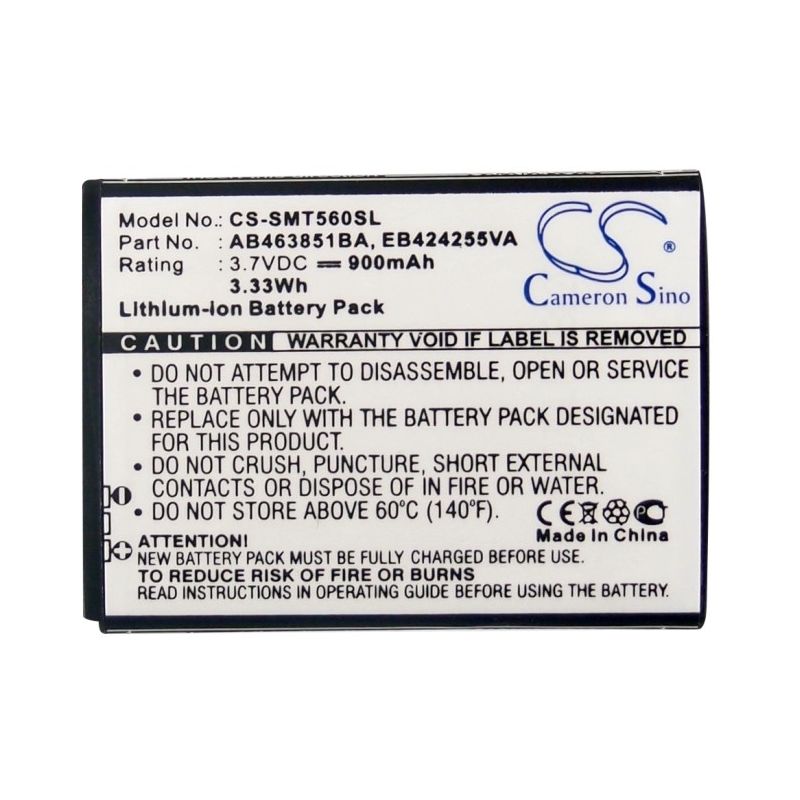 Model No.: CS-SMT560SL
Part No. : AB463851BA, EB424255VA
Rating : 3.7VDC 900mAh
3.33Wh
Lithium-ion Battery Pack
CS
®
Cameron Sino
CAUTION WARRANTY VOID IF LABEL IS REMOVED
• DO NOT ATTEMPT TO DISASSEMBLE, OPEN OR SERVICE
THE BATTERY PACK.
• REPLACE ONLY WITH THE BATTERY PACK DESIGNATED
FOR THIS SYSTEM.
• DO NOT CRUSH, PUNCTURE, SHORT EXTERNAL
CONTACTS OR DISPOSE OF IN FIRE OR WATER.
• DO NOT STORE ABOVE 60°C (140°F).
CE
Made in China
ATTENTION!
NEW BATTERY PACK MUST BE FULLY CHARGED BEFORE USE
TO REDUCE RISK OF FIRE OR BURNS
READ INSTRUCTIONS IN OPERATING GUIDE BEFORE USING BATTERY.